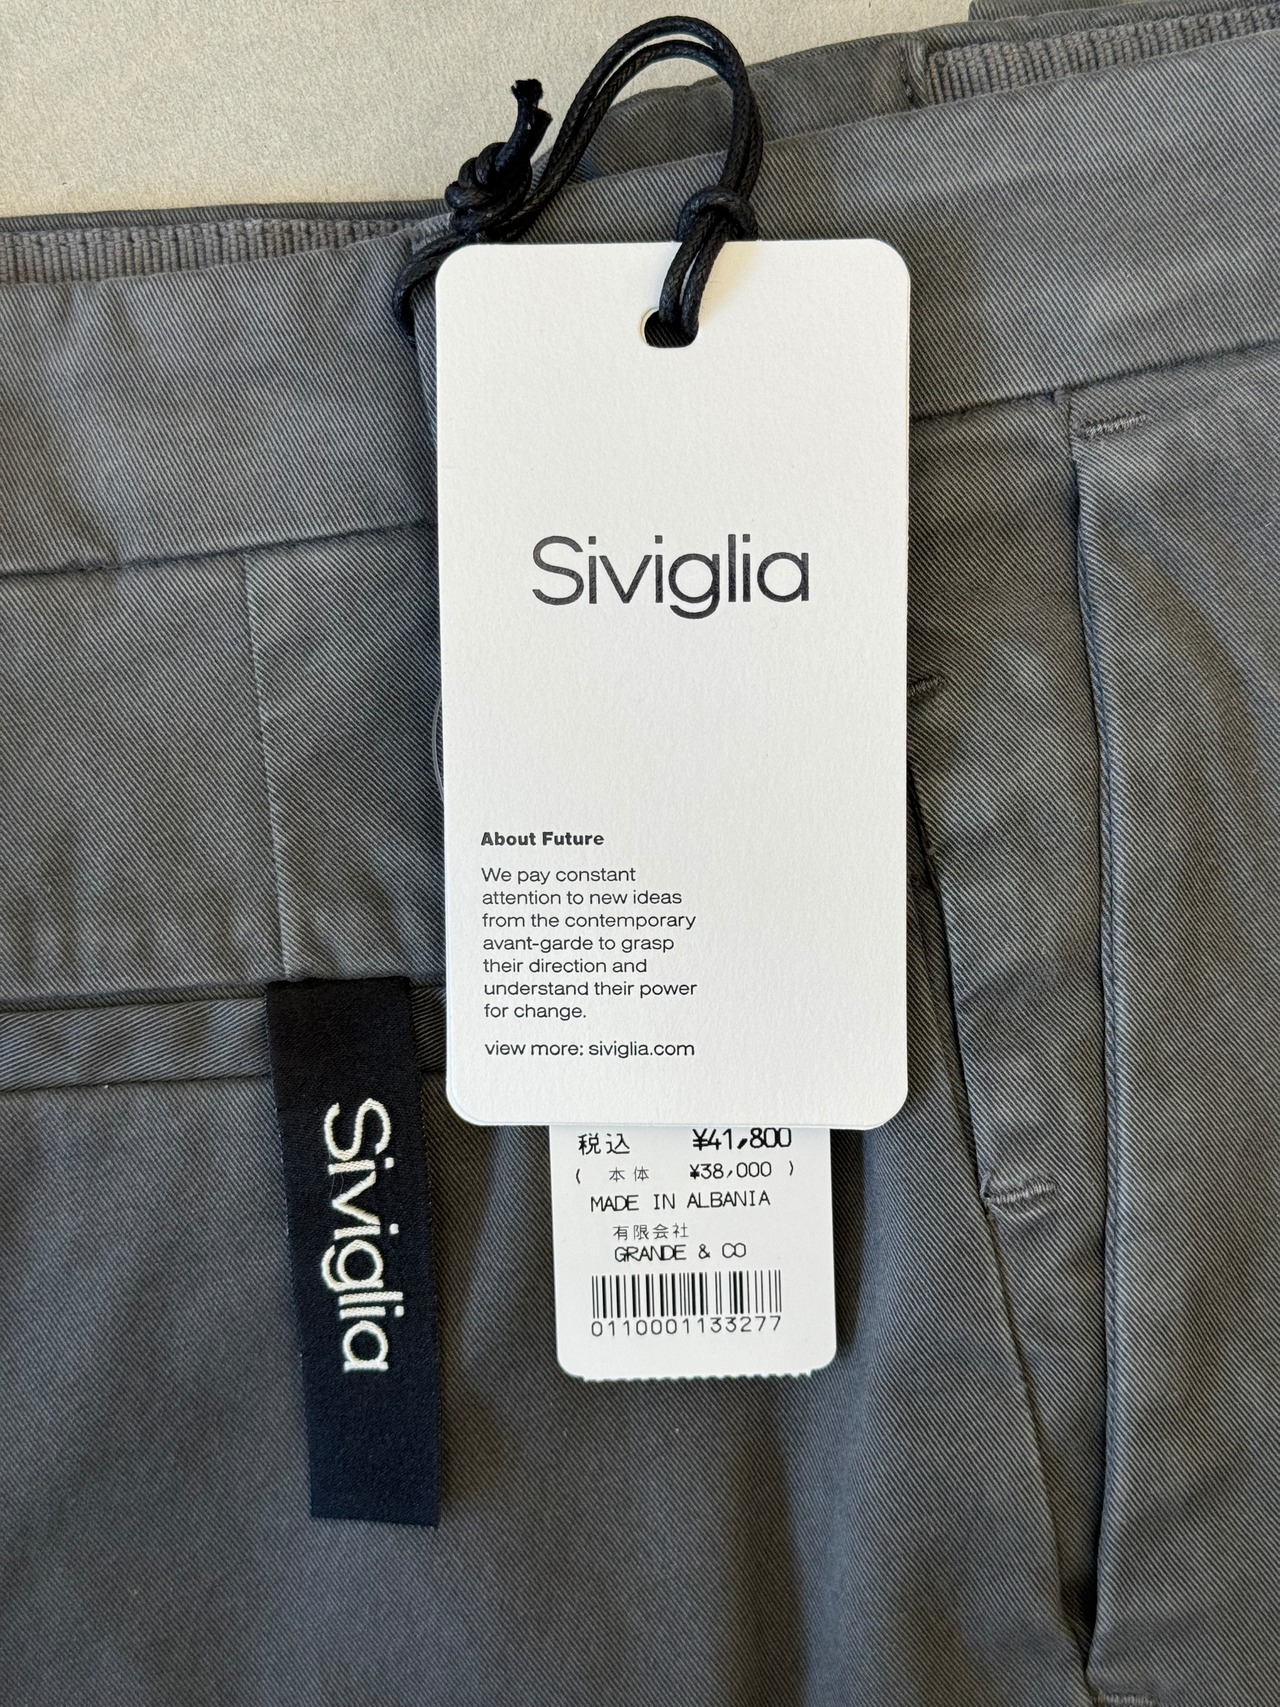 Siviglia
About Future
We pay constant
attention to new ideas
from the contemporary
avant-garde to grasp
their direction and
understand their power
for change.
view more: siviglia.com
税込 ¥41,800
( 本体 ¥38,000 )
MADE IN ALBANIA
有限会社
GRANDE & CO
0110001133277
Siviglia